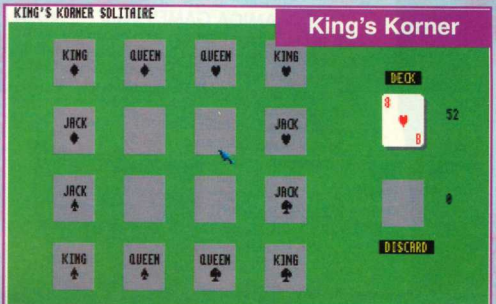 KING'S KORNER SOLITAIRE
King's Korner
KING QUEEN QUEEN KING
DECK
8
8
52
JACK JACK
JACK JACK
0
DISCARD
KING QUEEN QUEEN KING